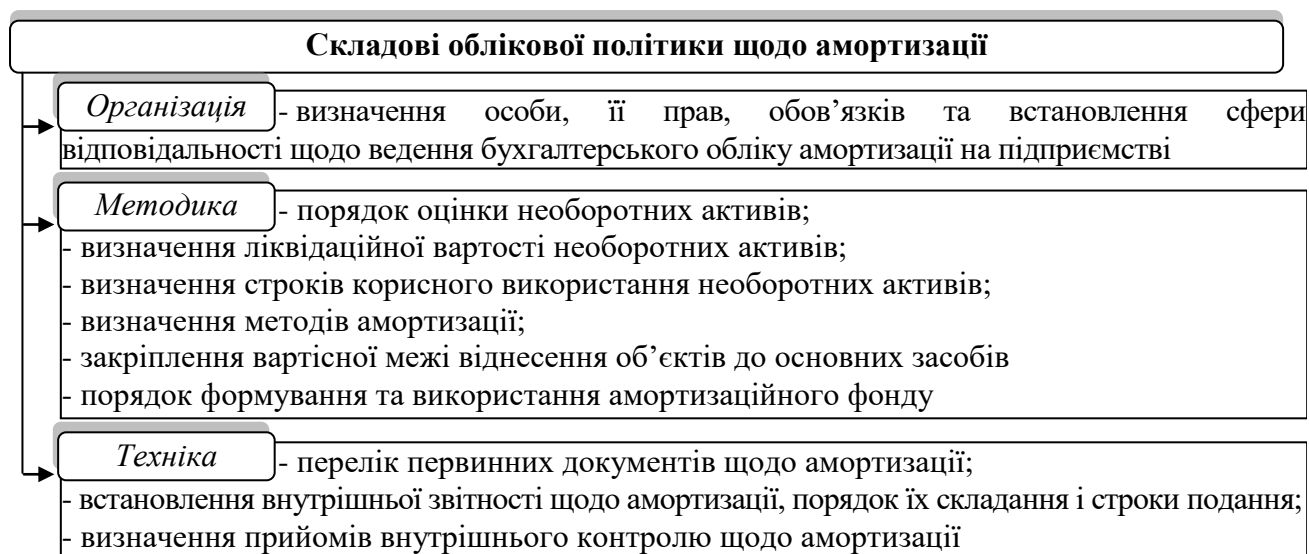 Складові облікової політики щодо амортизації
Організація - визначення особи, її прав, обов’язків та встановлення сфери
відповідальності щодо ведення бухгалтерського обліку амортизації на підприємстві
Методика - порядок оцінки необоротних активів;
- визначення ліквідаційної вартості необоротних активів;
- визначення строків корисного використання необоротних активів;
- визначення методів амортизації;
- закріплення вартісної межі віднесення об’єктів до основних засобів
- порядок формування та використання амортизаційного фонду
Техніка - перелік первинних документів щодо амортизації;
- встановлення внутрішньої звітності щодо амортизації, порядок їх складання і строки подання;
- визначення прийомів внутрішнього контролю щодо амортизації